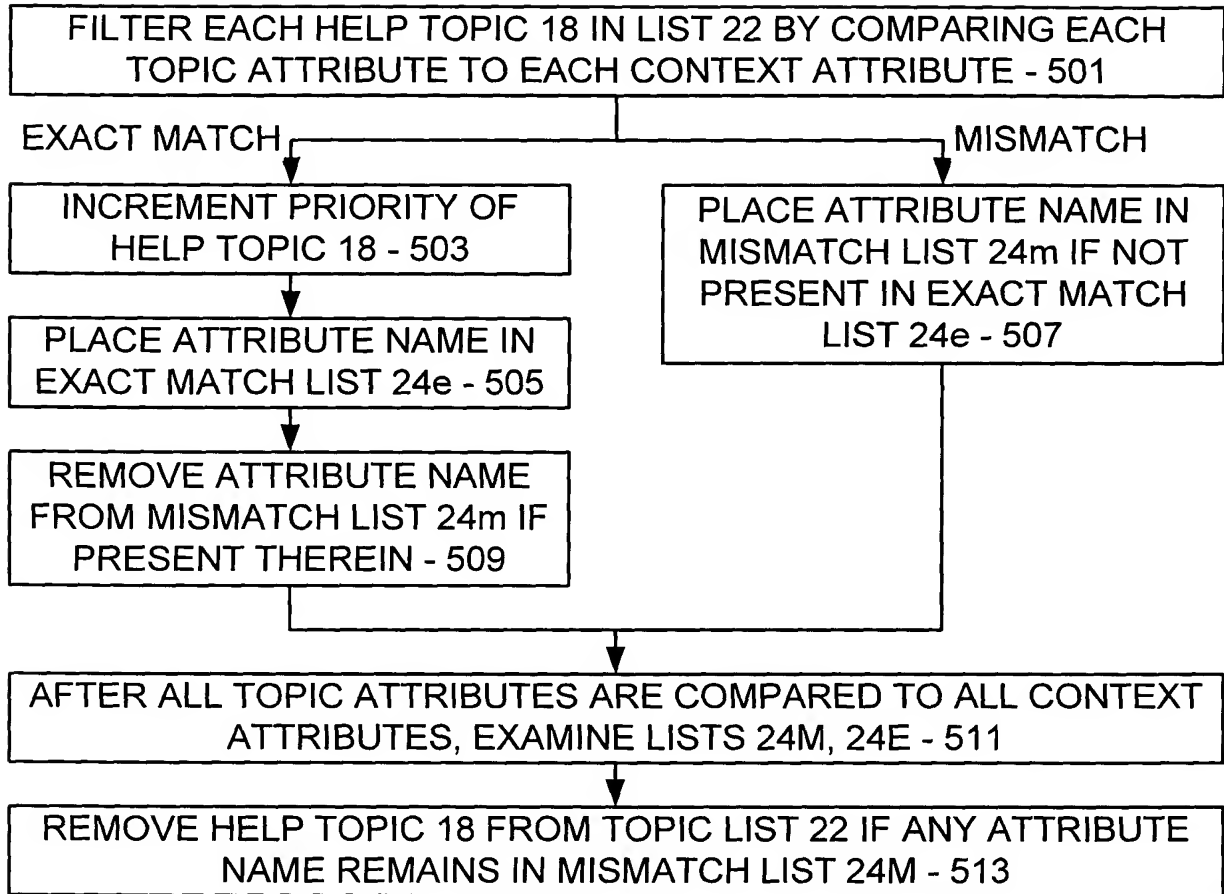 FILTER EACH HELP TOPIC 18 IN LIST 22 BY COMPARING EACH
TOPIC ATTRIBUTE TO EACH CONTEXT ATTRIBUTE - 501
EXACT MATCH
MISMATCH
INCREMENT PRIORITY OF
HELP TOPIC 18 - 503
PLACE ATTRIBUTE NAME IN
EXACT MATCH LIST 24e - 505
REMOVE ATTRIBUTE NAME
FROM MISMATCH LIST 24m IF
PRESENT THEREIN - 509
PLACE ATTRIBUTE NAME IN
MISMATCH LIST 24m IF NOT
PRESENT IN EXACT MATCH
LIST 24e - 507
AFTER ALL TOPIC ATTRIBUTES ARE COMPARED TO ALL CONTEXT
ATTRIBUTES, EXAMINE LISTS 24M, 24E - 511
REMOVE HELP TOPIC 18 FROM TOPIC LIST 22 IF ANY ATTRIBUTE
NAME REMAINS IN MISMATCH LIST 24M - 513